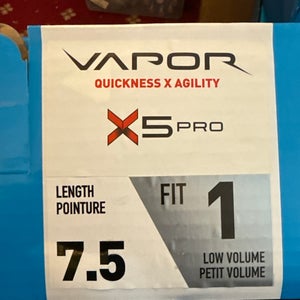 VAPOR
QUICKNESS X AGILITY
X5 PRO
LENGTH
POINTURE
7.5
FIT 1
LOW VOLUME
PETIT VOLUME